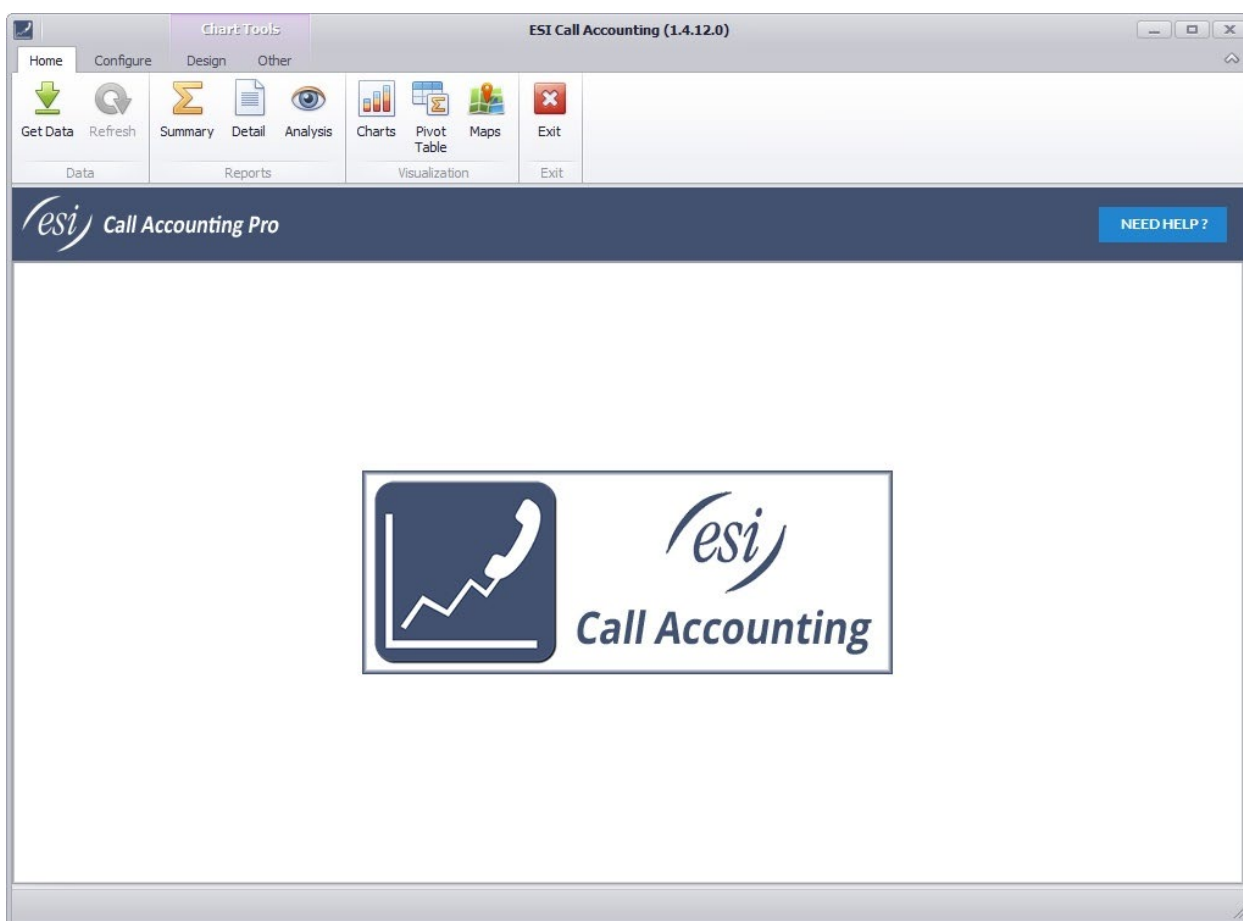 Chart Tools
ESI Call Accounting (1.4.12.0)
Home Configure Design Other
Get Data Refresh Summary Detail Analysis Charts Pivot Table Maps Exit
Data Reports Visualization Exit
esi Call Accounting Pro
NEED HELP ?
esi
Call Accounting